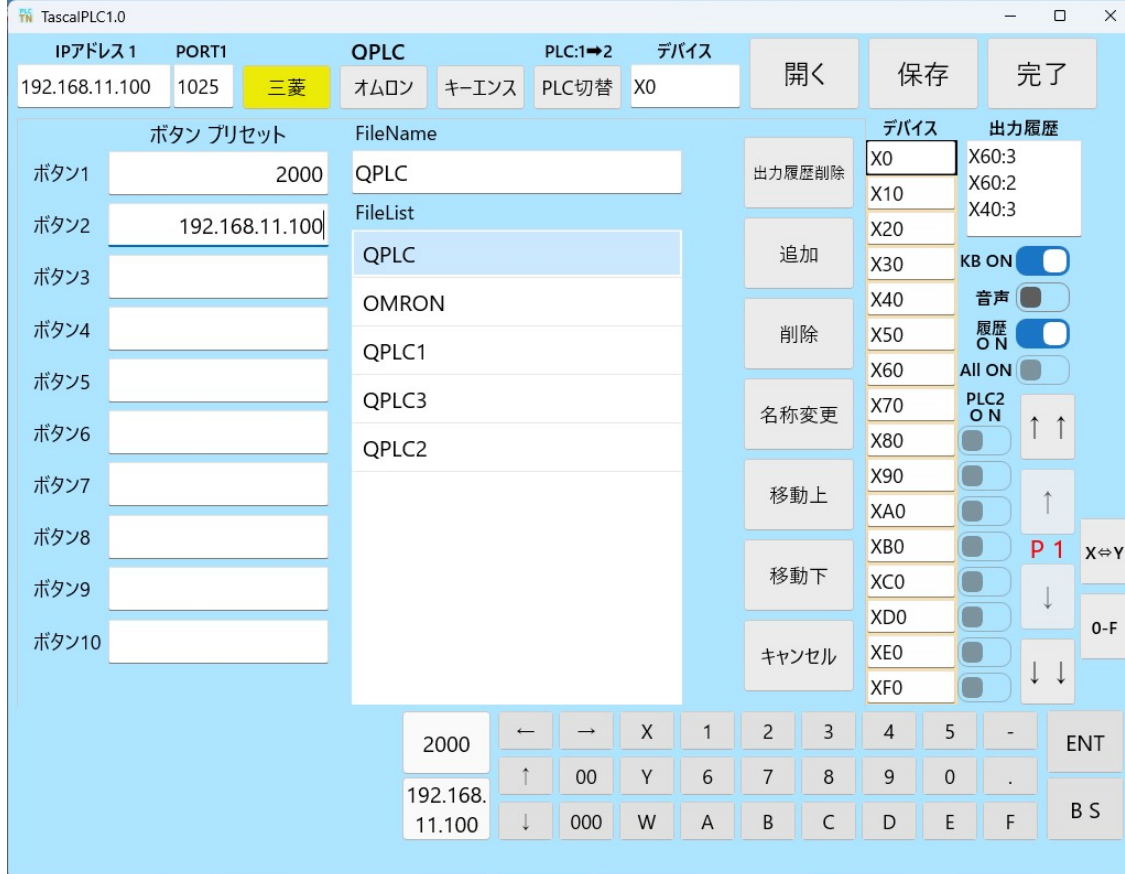 TascalPLC1.0
IPアドレス1 PORT1 QPLC PLC:1➡2 デバイス
192.168.11.100 1025 三菱 オムロン キーエンス PLC切替 X0 開く 保存 完了
ボタン プリセット
ボタン1 2000
ボタン2 192.168.11.100
ボタン3
ボタン4
ボタン5
ボタン6
ボタン7
ボタン8
ボタン9
ボタン10
FileName
QPLC
FileList
QPLC
OMRON
QPLC1
QPLC3
QPLC2
出力履歴削除
追加
削除
名称変更
移動上
移動下
キャンセル
デバイス
X0
X10
X20
X30
X40
X50
X60
X70
X80
X90
XA0
XB0
XC0
XD0
XE0
XF0
出力履歴
X60:3
X60:2
X40:3
KB ON
音声
履歴
ON
All ON
PLC2
ON
↑ ↑
↑
P 1
↓
↓ ↓
X⇔Y
0-F
2000
192.168.
11.100
← → X 1 2 3 4 5 - ENT
↑ 00 Y 6 7 8 9 0 .
↓ 000 W A B C D E F B S